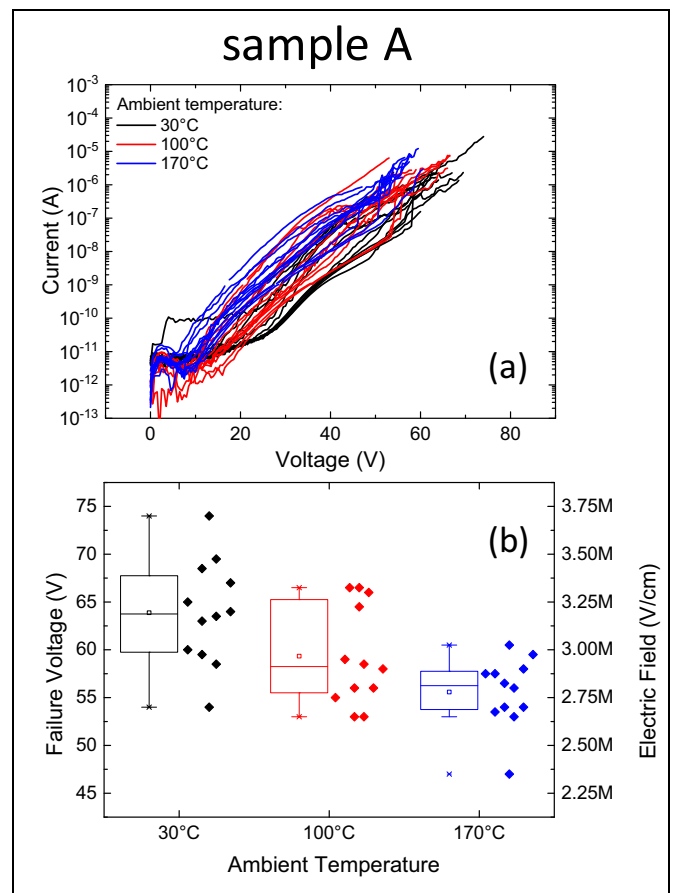 sample A
10⁻³
10⁻⁴
10⁻⁵
10⁻⁶
10⁻⁷
10⁻⁸
10⁻⁹
10⁻¹⁰
10⁻¹¹
10⁻¹²
10⁻¹³
Current (A)
Ambient temperature:
30°C
100°C
170°C
(a)
0 20 40 60 80
Voltage (V)
75
70
65
60
55
50
45
Failure Voltage (V)
(b)
3.75M
3.50M
3.25M
3.00M
2.75M
2.50M
2.25M
Electric Field (V/cm)
30°C 100°C 170°C
Ambient Temperature